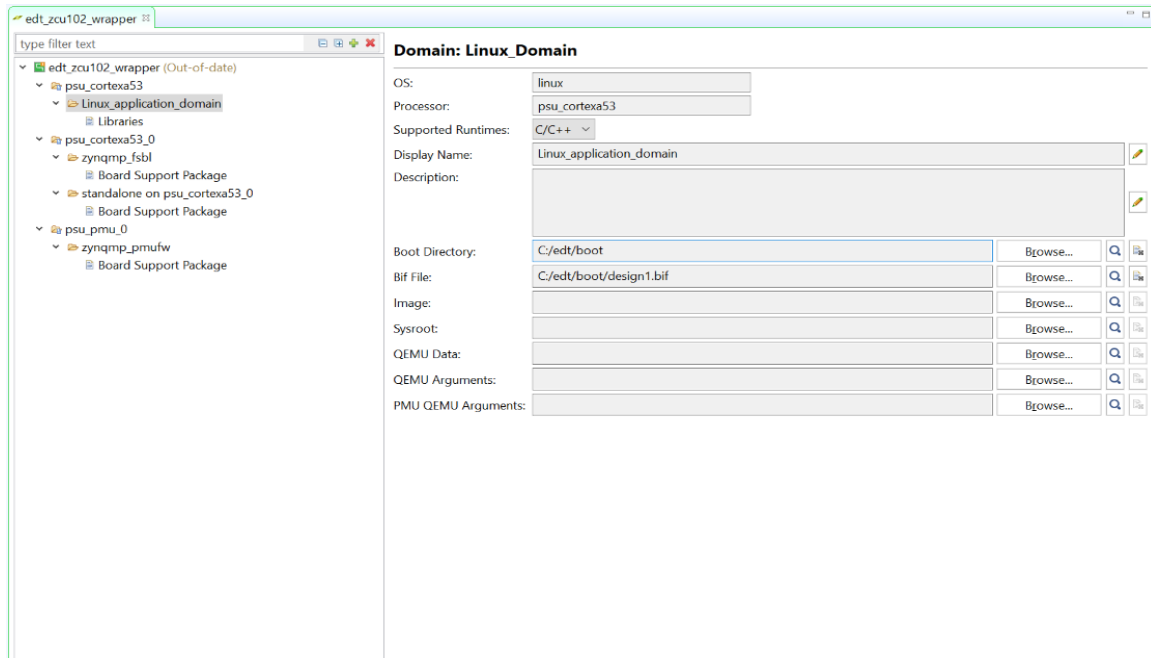 edt_zcu102_wrapper
type filter text
edt_zcu102_wrapper (Out-of-date)
psu_cortexa53
Linux_application_domain
Libraries
psu_cortexa53_0
zynqmp_fsbl
Board Support Package
standalone on psu_cortexa53_0
Board Support Package
psu_pmu_0
zynqmp_pmufw
Board Support Package
Domain: Linux_Domain
OS: linux
Processor: psu_cortexa53
Supported Runtimes: C/C++
Display Name: Linux_application_domain
Description:
Boot Directory: C:/edt/boot Browse...
Bif File: C:/edt/boot/design1.bif Browse...
Image: Browse...
Sysroot: Browse...
QEMU Data: Browse...
QEMU Arguments: Browse...
PMU QEMU Arguments: Browse...